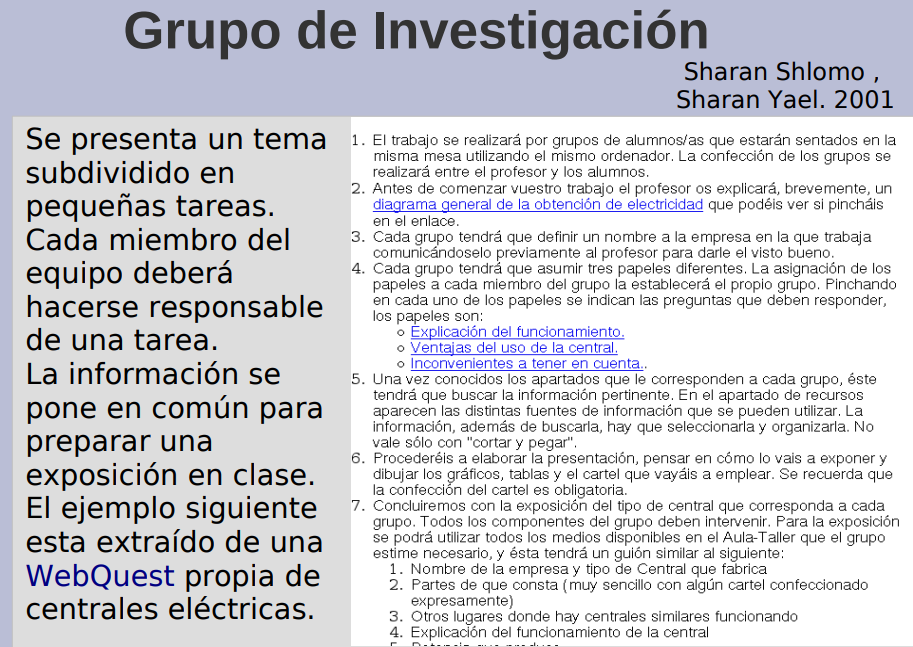 Grupo de Investigación
Sharan Shlomo ,
Sharan Yael. 2001
Se presenta un tema
subdividido en
pequeñas tareas.
Cada miembro del
equipo deberá
hacerse responsable
de una tarea.
La información se
pone en común para
preparar una
exposición en clase.
El ejemplo siguiente
esta extraído de una
WebQuest propia de
centrales eléctricas.
1. El trabajo se realizará por grupos de alumnos/as que estarán sentados en la
misma mesa utilizando el mismo ordenador. La confección de los grupos se
realizará entre el profesor y los alumnos.
2. Antes de comenzar vuestro trabajo el profesor os explicará, brevemente, un
diagrama general de la obtención de electricidad que podéis ver si pincháis
en el enlace.
3. Cada grupo tendrá que definir un nombre a la empresa en la que trabaja
comunicándoselo previamente al profesor para darle el visto bueno.
4. Cada grupo tendrá que asumir tres papeles diferentes. La asignación de los
papeles a cada miembro del grupo la establecerá el propio grupo. Pinchando
en cada uno de los papeles se indican las preguntas que deben responder,
los papeles son:
○ Explicación del funcionamiento.
○ Ventajas del uso de la central.
○ Inconvenientes a tener en cuenta..
5. Una vez conocidos los apartados que le corresponden a cada grupo, éste
tendrá que buscar la información pertinente. En el apartado de recursos
aparecen las distintas fuentes de información que se pueden utilizar. La
información, además de buscarla, hay que seleccionarla y organizarla. No
vale sólo con "cortar y pegar".
6. Procederéis a elaborar la presentación, pensar en cómo lo vais a exponer y
dibujar los gráficos, tablas y el cartel que vayáis a emplear. Se recuerda que
la confección del cartel es obligatoria.
7. Concluiremos con la exposición del tipo de central que corresponda a cada
grupo. Todos los componentes del grupo deben intervenir. Para la exposición
se podrá utilizar todos los medios disponibles en el Aula-Taller que el grupo
estime necesario, y ésta tendrá un guión similar al siguiente:
1. Nombre de la empresa y tipo de Central que fabrica
2. Partes de que consta (muy sencillo con algún cartel confeccionado
expresamente)
3. Otros lugares donde hay centrales similares funcionando
4. Explicación del funcionamiento de la central